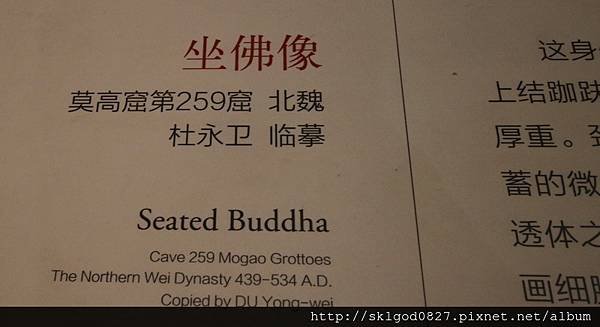 坐佛像
莫高窟第259窟 北魏
杜永卫 临摹
Seated Buddha
Cave 259 Mogao Grottoes
The Northern Wei Dynasty 439-534 A.D.
Copied by DU Yong-wei
这身
上结跏趺
厚重。
蓄的微
透体之
画细
http://sklgod0827.pixnet.net/album